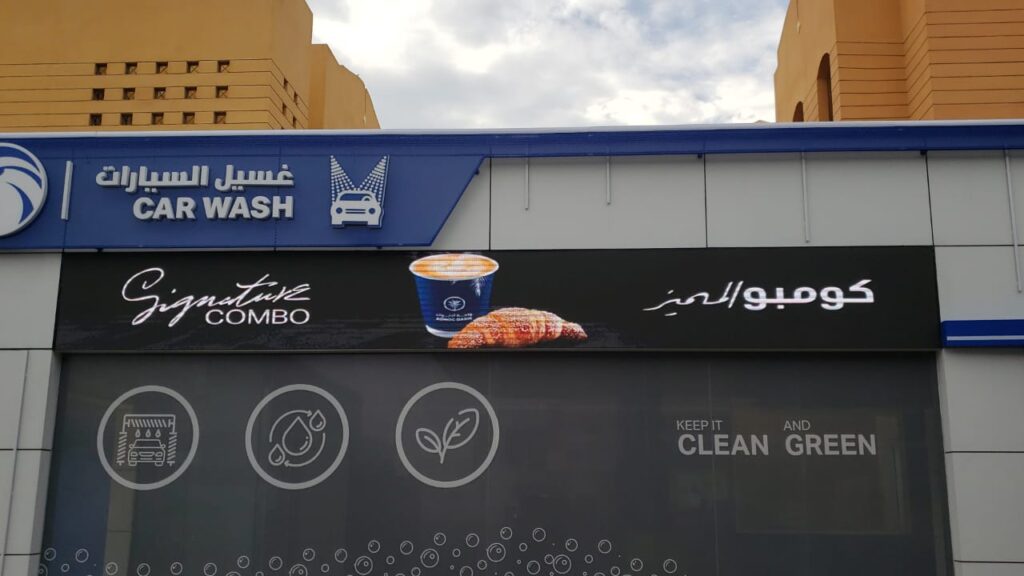 غسيل السيارات
CAR WASH
Signature
COMBO
كومبو المميز
KEEP IT CLEAN
AND GREEN